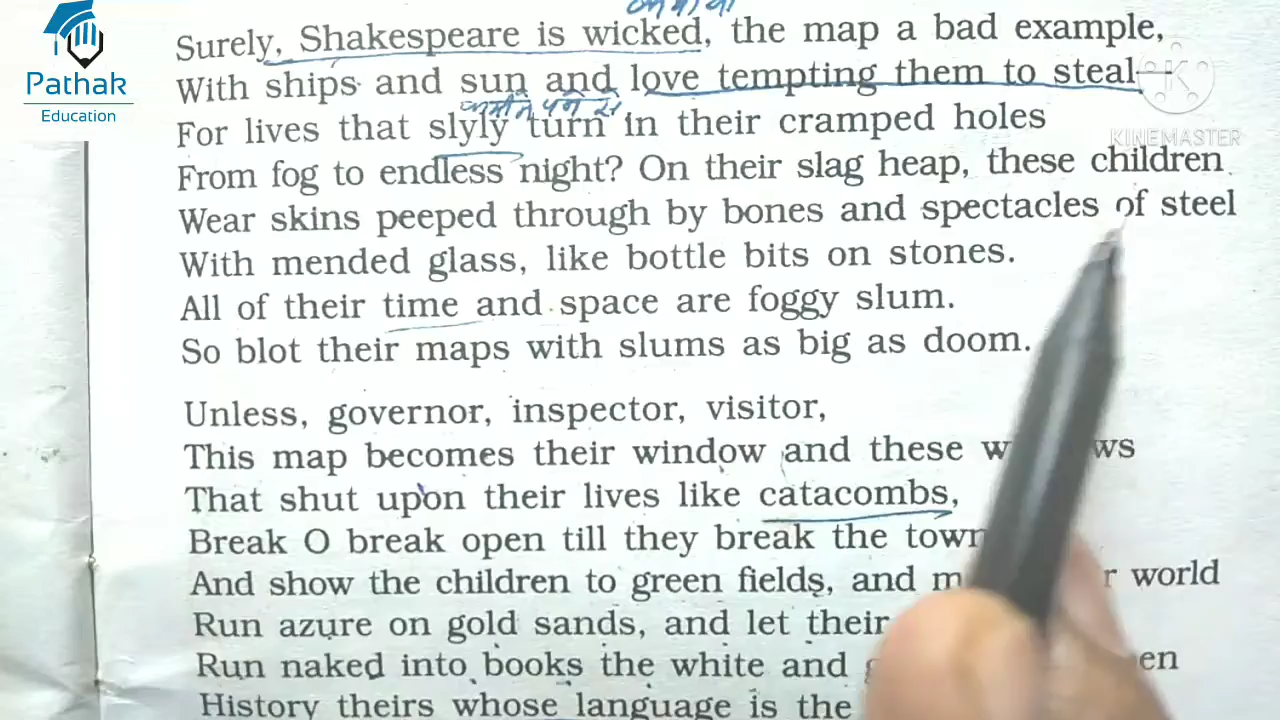 Pathak
Education
Surely, Shakespeare is wicked, the map a bad example,
With ships and sun and love tempting them to steal—
For lives that slyly turn in their cramped holes
From fog to endless night? On their slag heap, these children
Wear skins peeped through by bones and spectacles of steel
With mended glass, like bottle bits on stones.
All of their time and space are foggy slum.
So blot their maps with slums as big as doom.
Unless, governor, inspector, visitor,
This map becomes their window and these
That shut upon their lives like catacombs,
Break O break open till they break the town
And show the children to green fields, and world
Run azure on gold sands, and let their
Run naked into books the white and
History theirs whose language is the
KINEMASTER